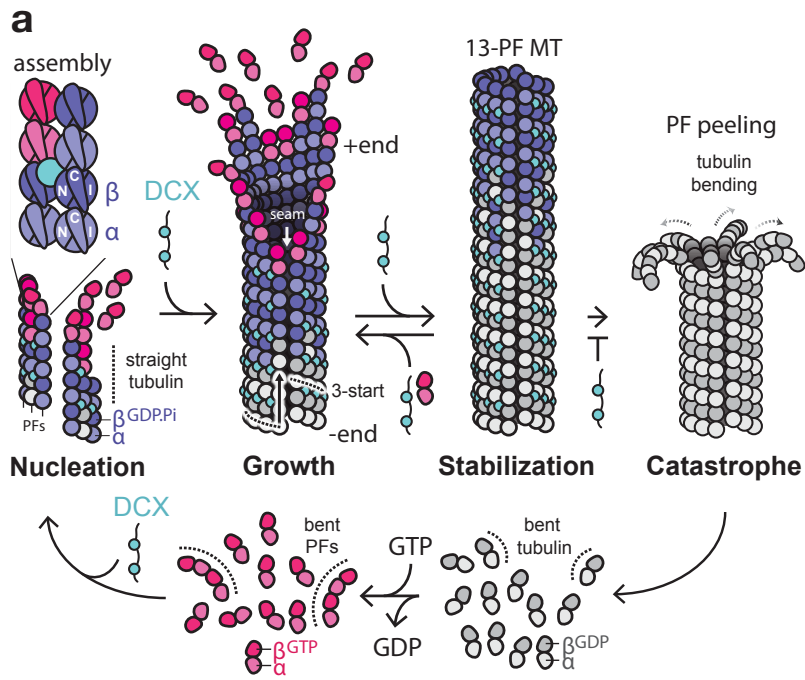 a
assembly
13-PF MT
PF peeling
tubulin
bending
+end
DCX
seam
N C I β
N C I α
straight
tubulin
3-start
PFs
βGDP.Pi
α
-end
Nucleation
Growth
Stabilization
Catastrophe
DCX
bent
PFs
GTP
bent
tubulin
GDP
βGTP
α
βGDP
α